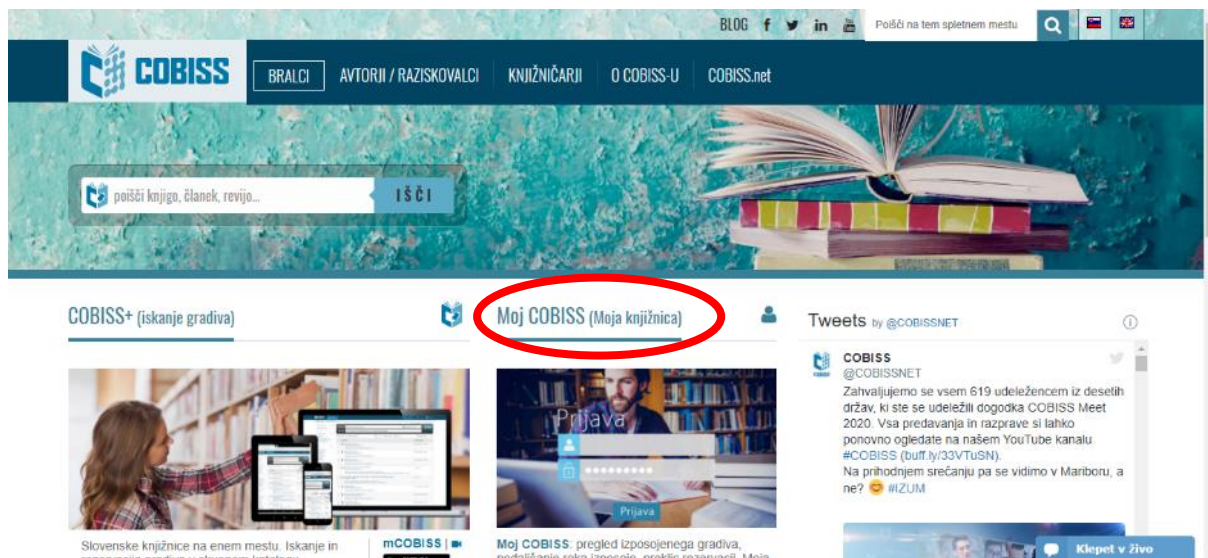 BLOG
Poišči na tem spletnem mestu
COBISS
BRALCI
AVTORJI / RAZISKOVALCI
KNJIŽNIČARJI
O COBISS-U
COBISS.net
poišči knjigo, članek, revijo...
IŠČI
COBISS+ (iskanje gradiva)
Slovenske knjižnice na enem mestu. Iskanje in
mCOBISS
Moj COBISS (Moja knjižnica)
Prijava
Prijava
Moj COBISS: pregled izposojenega gradiva,
Tweets by @COBISSNET
COBISS
@COBISSNET
Zahvaljujemo se vsem 619 udeležencem iz desetih
držav, ki ste se udeležili dogodka COBISS Meet
2020. Vsa predavanja in razprave si lahko
ponovno ogledate na našem YouTube kanalu
#COBISS (buff.ly/33VTuSN).
Na prihodnjem srečanju pa se vidimo v Mariboru, a
ne? 😊 #IZUM
Klepet v živo